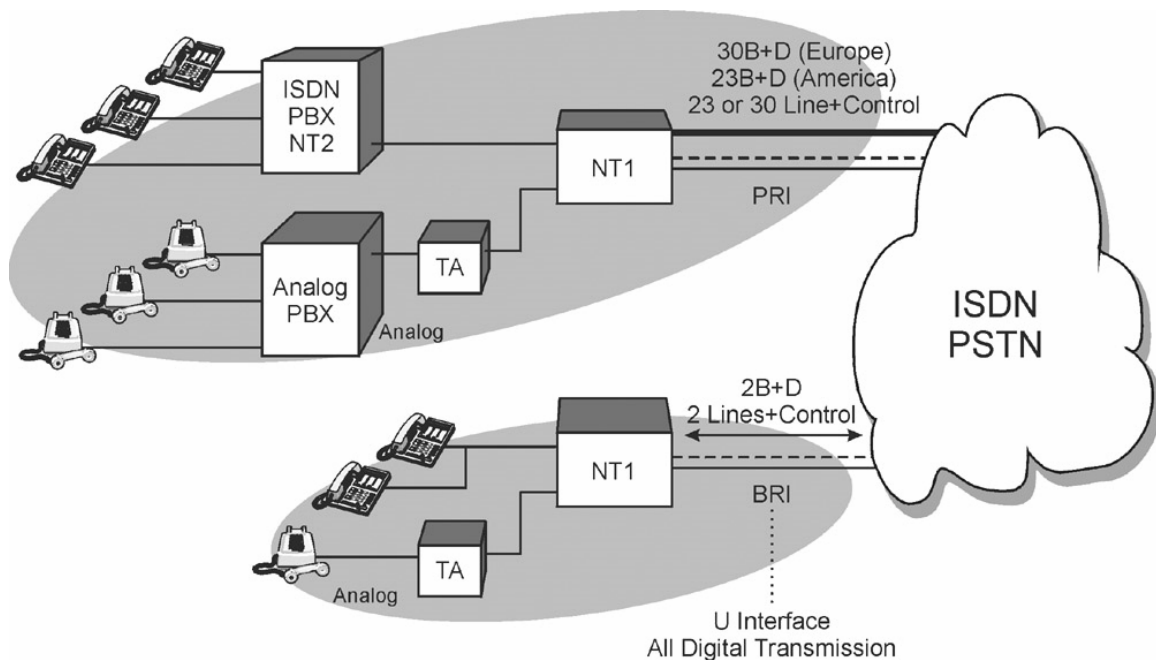 30B+D (Europe)
23B+D (America)
23 or 30 Line+Control
ISDN
PBX
NT2
NT1
PRI
TA
Analog
PBX
Analog
ISDN
PSTN
2B+D
2 Lines+Control
NT1
BRI
TA
Analog
U Interface
All Digital Transmission